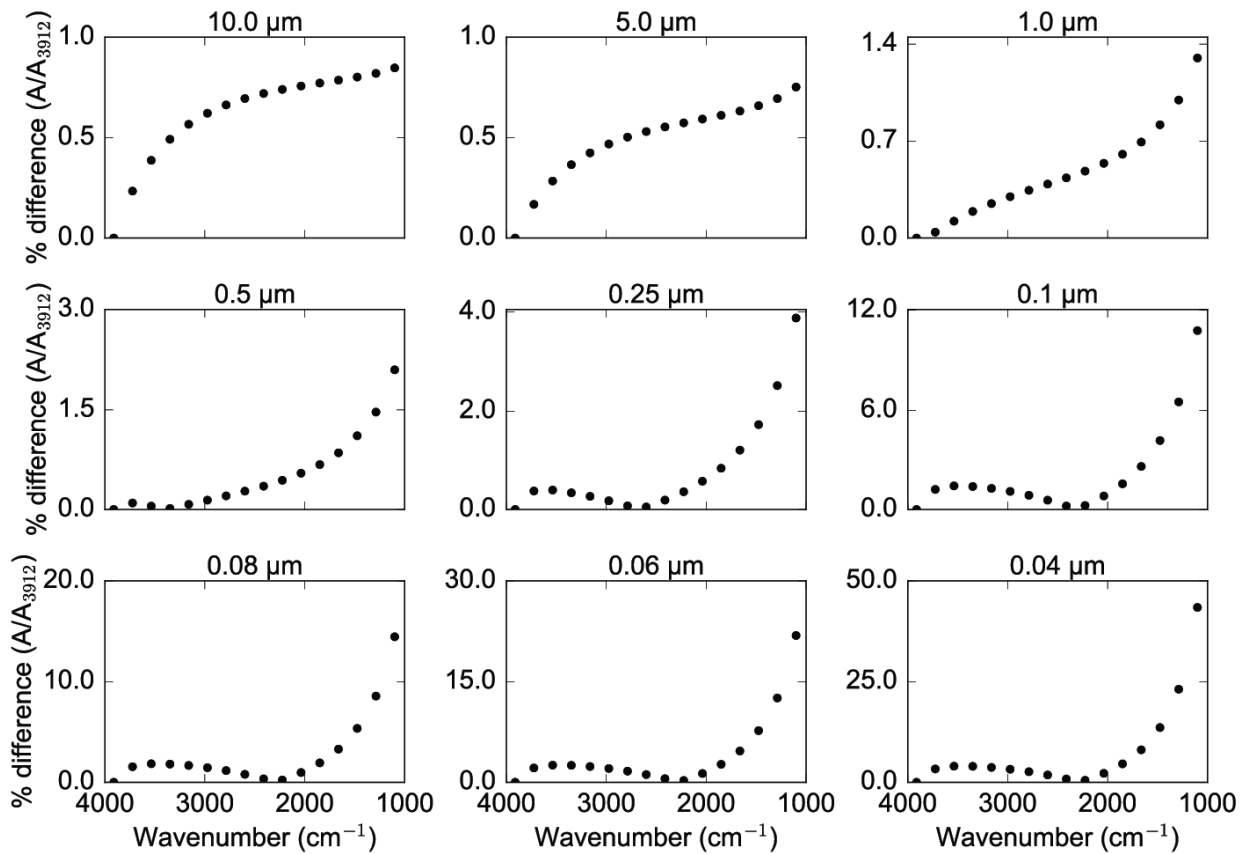 10.0 μm 5.0 μm 1.0 μm
% difference (A/A3912)
1.0 1.0 1.4
0.5 0.5 0.7
0.0 0.0 0.0
0.5 μm 0.25 μm 0.1 μm
% difference (A/A3912)
3.0 4.0 12.0
1.5 2.0 6.0
0.0 0.0 0.0
0.08 μm 0.06 μm 0.04 μm
% difference (A/A3912)
20.0 30.0 50.0
10.0 15.0 25.0
0.0 0.0 0.0
4000 3000 2000 1000 4000 3000 2000 1000 4000 3000 2000 1000
Wavenumber (cm−1) Wavenumber (cm−1) Wavenumber (cm−1)